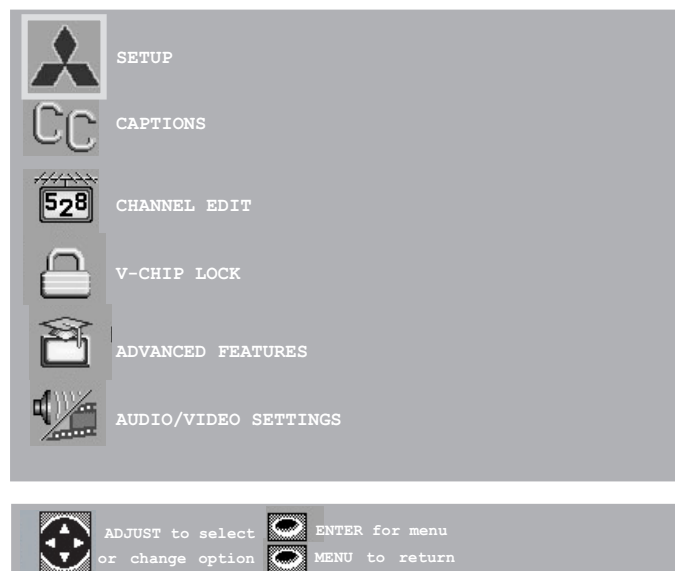 SETUP
CC
CAPTIONS
528
CHANNEL EDIT
V-CHIP LOCK
ADVANCED FEATURES
AUDIO/VIDEO SETTINGS
ADJUST to select ENTER for menu
or change option MENU to return